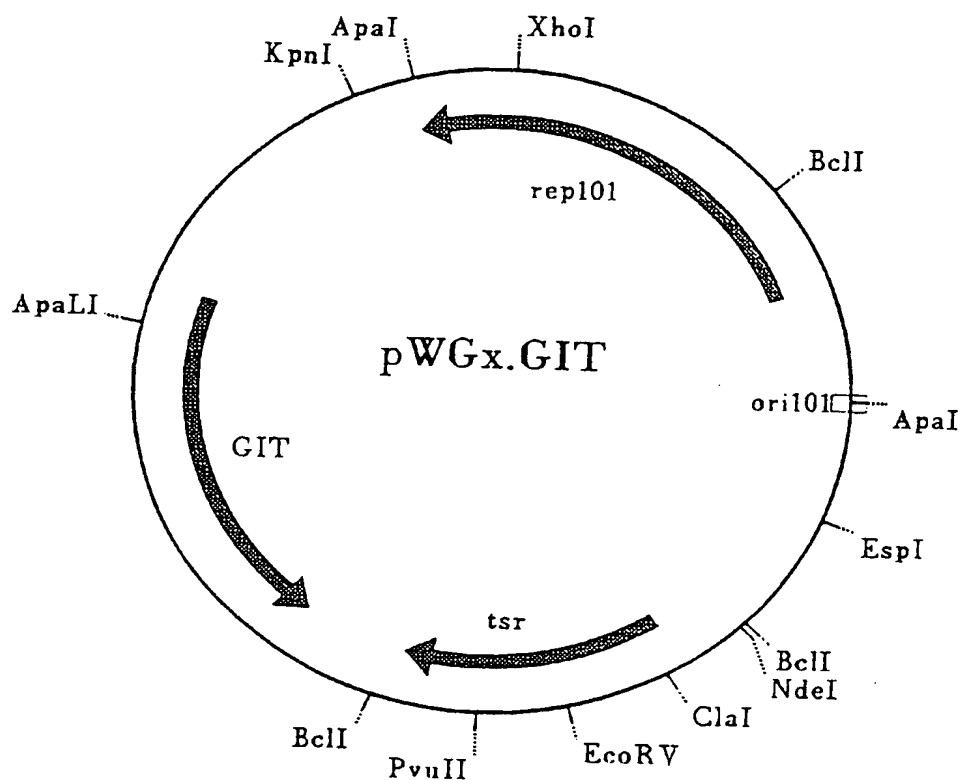 ApaI
XhoI
KpnI
BclI
rep101
ApaLI
pWGx.GIT
ori101
ApaI
GIT
EspI
tsr
BclI
NdeI
ClaI
BclI
EcoRV
PvuII